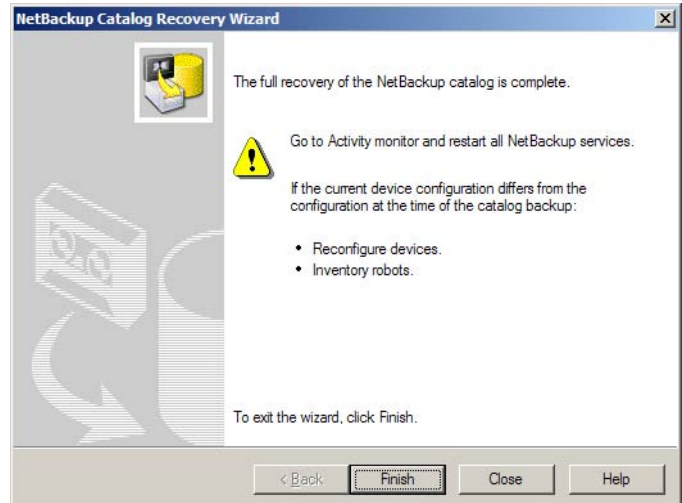 NetBackup Catalog Recovery Wizard
The full recovery of the NetBackup catalog is complete.
Go to Activity monitor and restart all NetBackup services.
If the current device configuration differs from the
configuration at the time of the catalog backup:
• Reconfigure devices.
• Inventory robots.
To exit the wizard, click Finish.
< Back
Finish
Close
Help